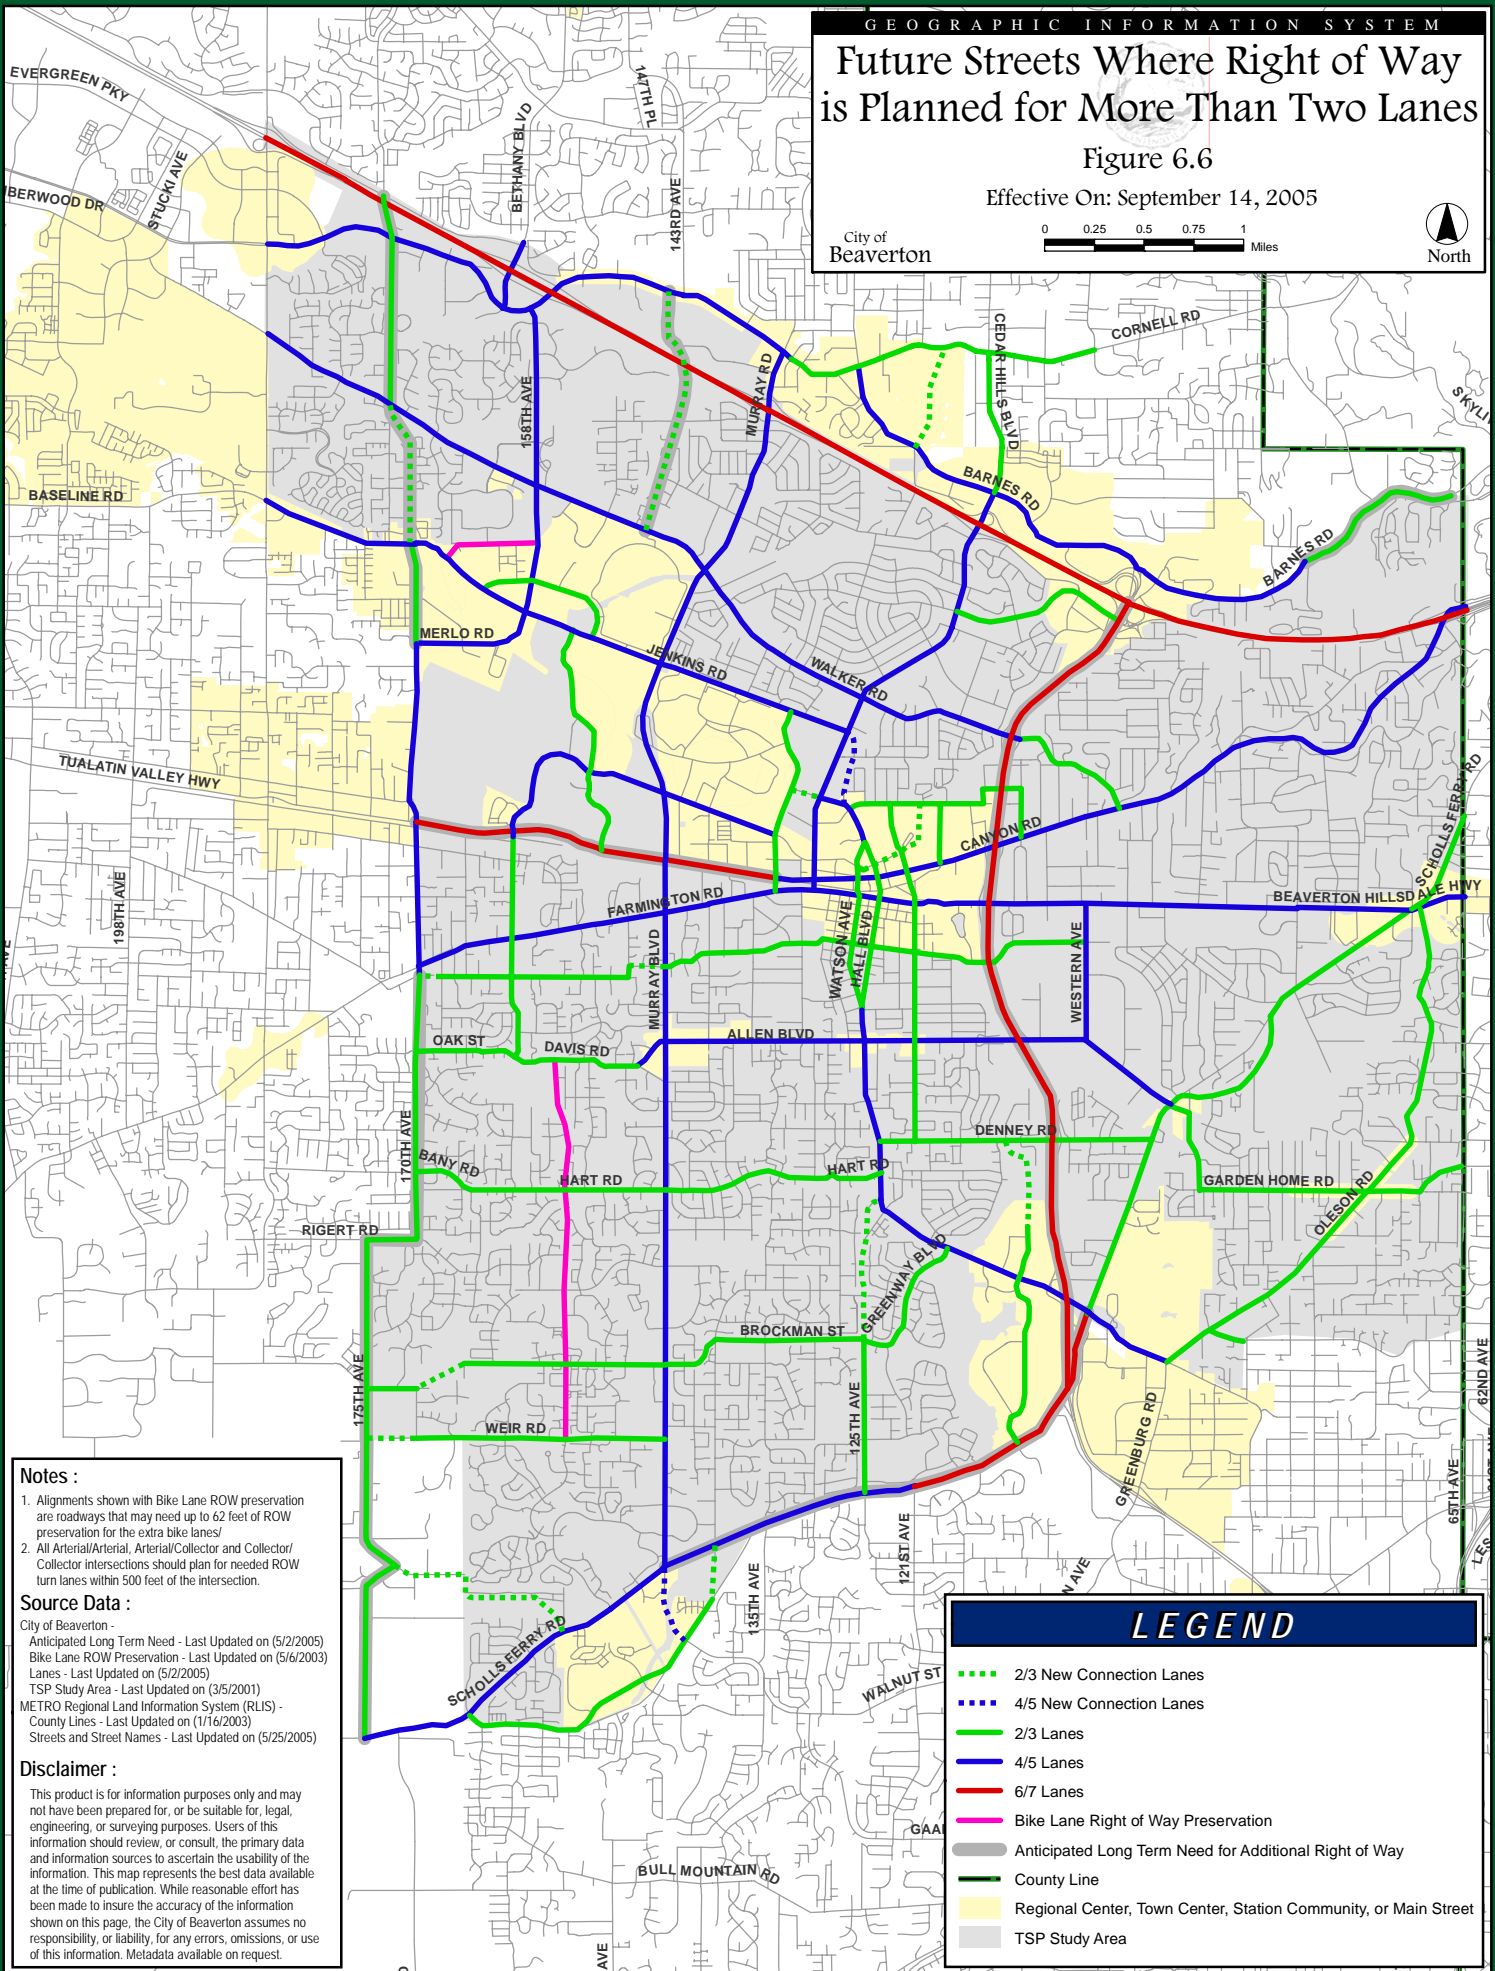 GEOGRAPHIC INFORMATION SYSTEM
Future Streets Where Right of Way
is Planned for More Than Two Lanes
Figure 6.6
Effective On: September 14, 2005
City of
Beaverton
0 0.25 0.5 0.75 1
Miles
North
EVERGREEN PKY
STUCKI AVE
BERWOOD DR
BETHANY BLVD
147TH PL
143RD AVE
CORNELL RD
CEDAR HILLS BLVD
MURRAY RD
158TH AVE
BASELINE RD
BARNES RD
BARNES RD
MERLO RD
JENKINS RD
WALKER RD
TUALATIN VALLEY HWY
CANYON RD
SCHOLLS FERRY RD
198TH AVE
FARMINGTON RD
BEAVERTON HILLSDALE HWY
WATSON AVE
HALL BLVD
MURRAY BLVD
WESTERN AVE
OAK ST
DAVIS RD
ALLEN BLVD
170TH AVE
BANY RD
HART RD
HART RD
DENNEY RD
GARDEN HOME RD
OLESON RD
RIGERT RD
GREENWAY BLVD
BROCKMAN ST
175TH AVE
125TH AVE
WEIR RD
GREENBURG RD
62ND AVE
65TH AVE
121ST AVE
135TH AVE
N AVE
SCHOLLS FERRY RD
WALNUT ST
GAA
BULL MOUNTAIN RD
AVE
Notes :
1. Alignments shown with Bike Lane ROW preservation
are roadways that may need up to 62 feet of ROW
preservation for the extra bike lanes/
2. All Arterial/Arterial, Arterial/Collector and Collector/
Collector intersections should plan for needed ROW
turn lanes within 500 feet of the intersection.
Source Data :
City of Beaverton -
Anticipated Long Term Need - Last Updated on (5/2/2005)
Bike Lane ROW Preservation - Last Updated on (5/6/2003)
Lanes - Last Updated on (5/2/2005)
TSP Study Area - Last Updated on (3/5/2001)
METRO Regional Land Information System (RLIS) -
County Lines - Last Updated on (1/16/2003)
Streets and Street Names - Last Updated on (5/25/2005)
Disclaimer :
This product is for information purposes only and may
not have been prepared for, or be suitable for, legal,
engineering, or surveying purposes. Users of this
information should review, or consult, the primary data
and information sources to ascertain the usability of the
information. This map represents the best data available
at the time of publication. While reasonable effort has
been made to insure the accuracy of the information
shown on this page, the City of Beaverton assumes no
responsibility, or liability, for any errors, omissions, or use
of this information. Metadata available on request.
LEGEND
2/3 New Connection Lanes
4/5 New Connection Lanes
2/3 Lanes
4/5 Lanes
6/7 Lanes
Bike Lane Right of Way Preservation
Anticipated Long Term Need for Additional Right of Way
County Line
Regional Center, Town Center, Station Community, or Main Street
TSP Study Area